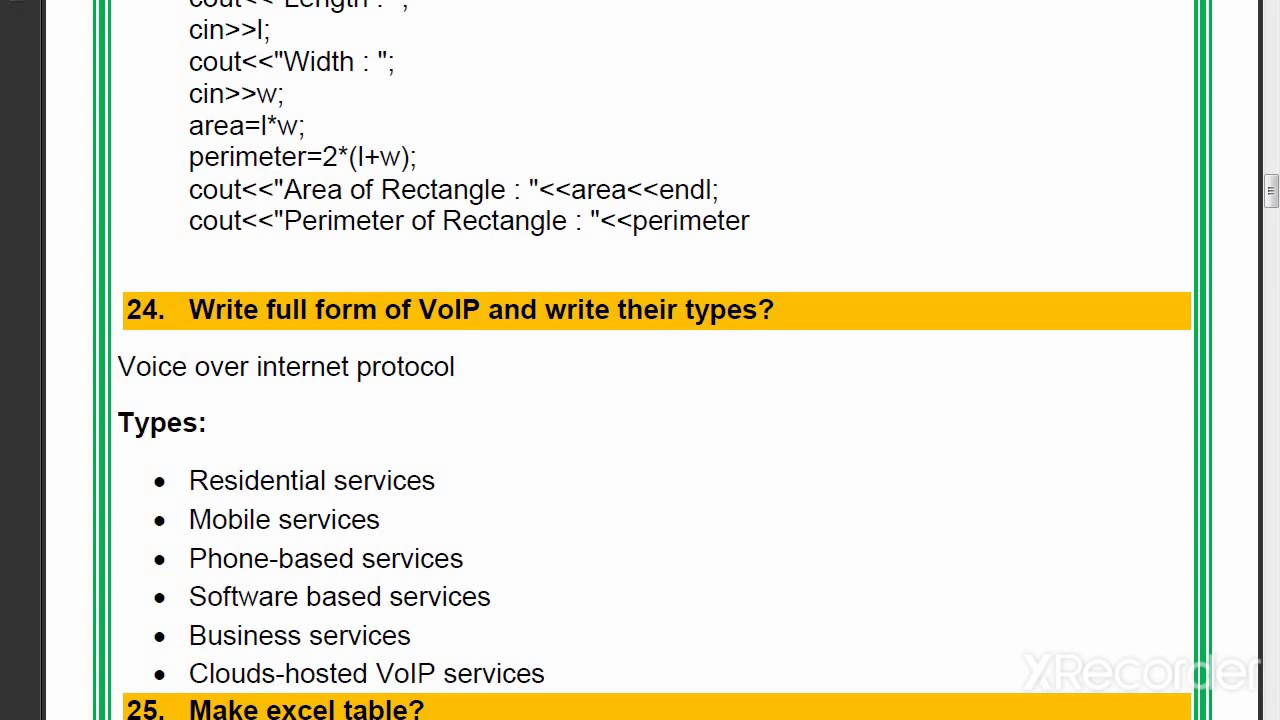 cout<<"Length : ";
cin>>l;
cout<<"Width : ";
cin>>w;
area=l*w;
perimeter=2*(l+w);
cout<<"Area of Rectangle : "<<area<<endl;
cout<<"Perimeter of Rectangle : "<<perimeter
24. Write full form of VoIP and write their types?
Voice over internet protocol
Types:
• Residential services
• Mobile services
• Phone-based services
• Software based services
• Business services
• Clouds-hosted VoIP services
XRecorder
25. Make excel table?